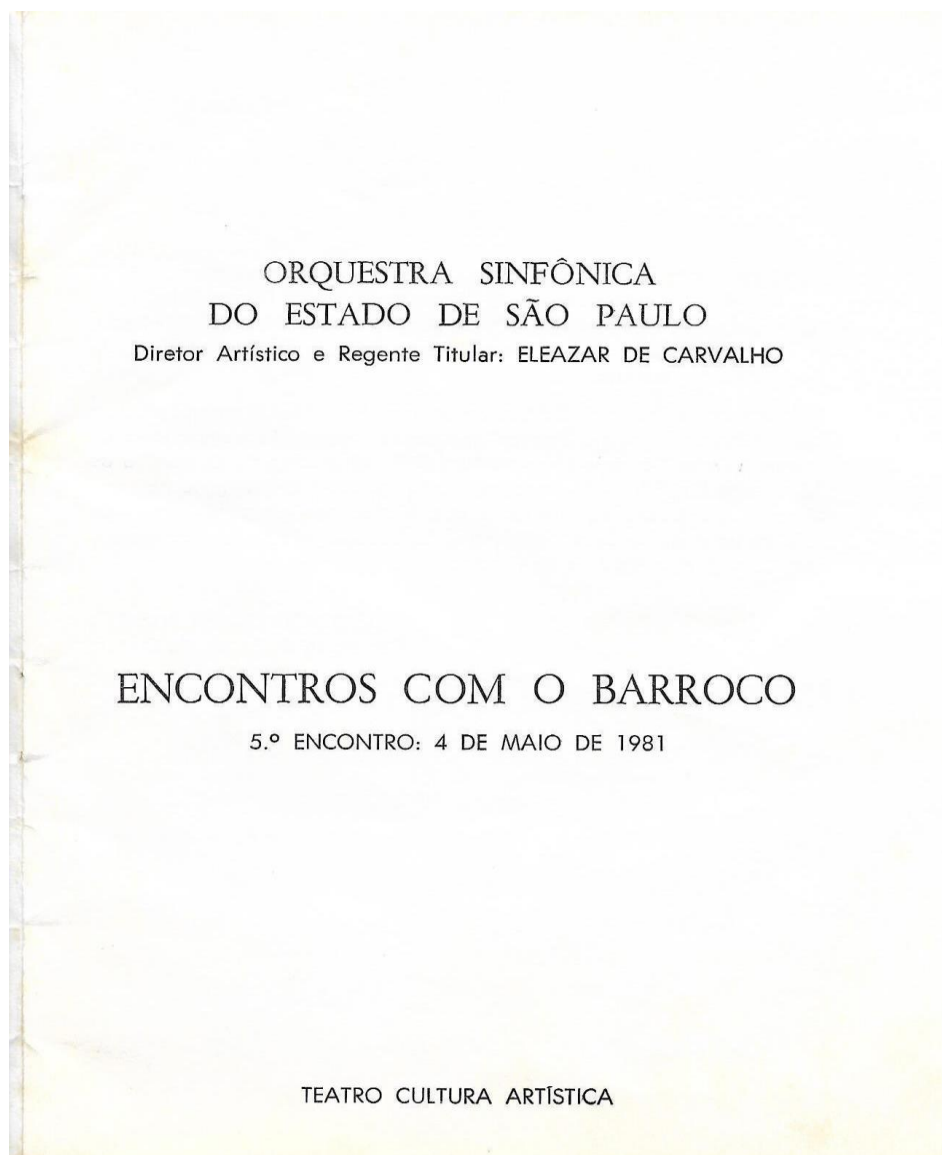 ORQUESTRA SINFÔNICA
DO ESTADO DE SÃO PAULO
Diretor Artístico e Regente Titular: ELEAZAR DE CARVALHO
ENCONTROS COM O BARROCO
5.º ENCONTRO: 4 DE MAIO DE 1981
TEATRO CULTURA ARTÍSTICA